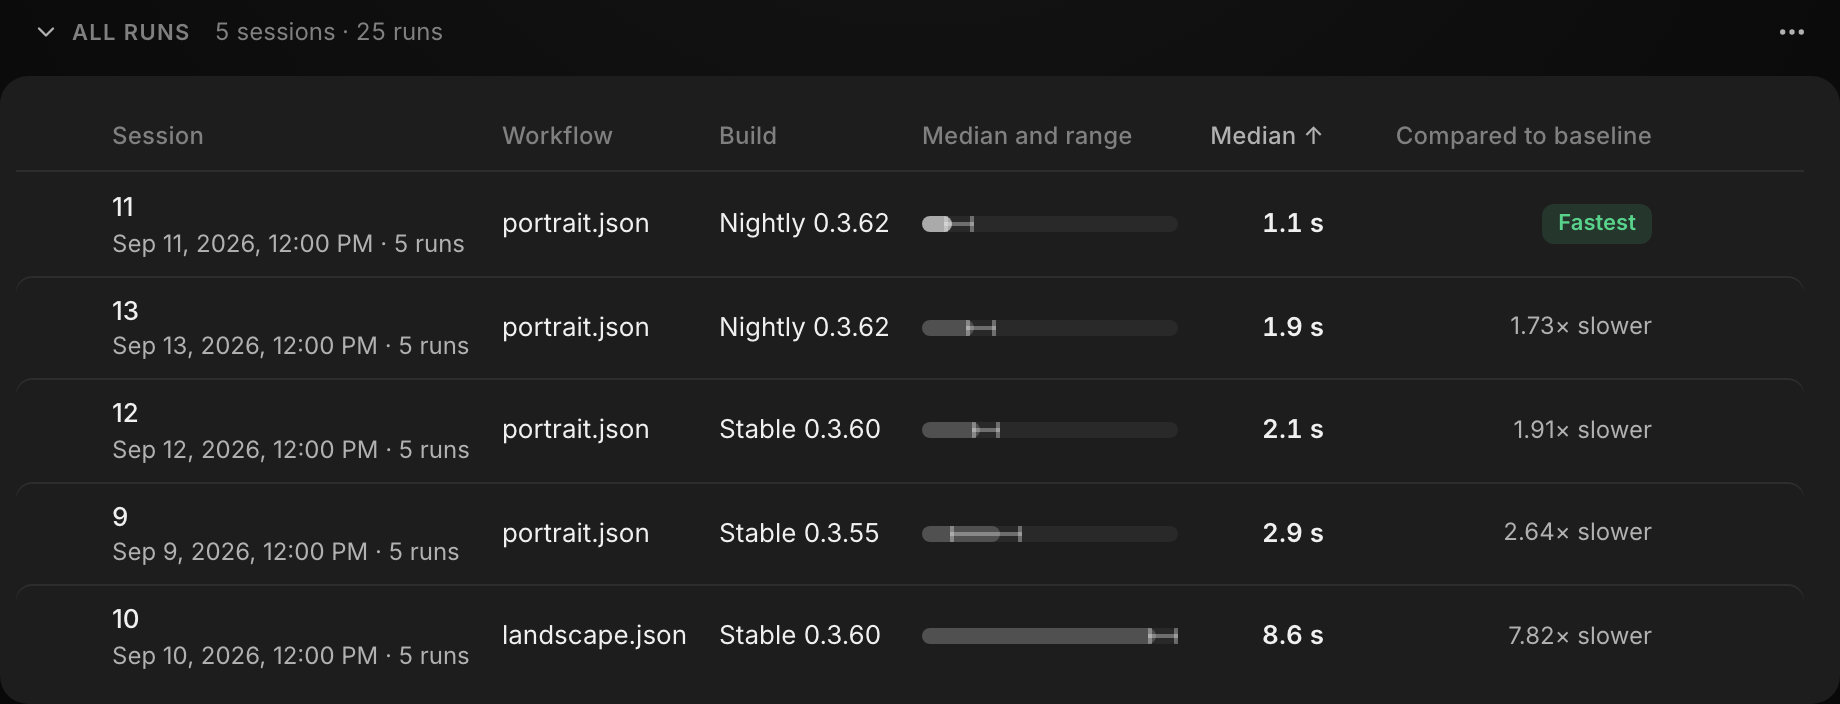 ALL RUNS 5 sessions · 25 runs
Session Workflow Build Median and range Median ↑ Compared to baseline
11
Sep 11, 2026, 12:00 PM · 5 runs
portrait.json Nightly 0.3.62 1.1 s Fastest
13
Sep 13, 2026, 12:00 PM · 5 runs
portrait.json Nightly 0.3.62 1.9 s 1.73× slower
12
Sep 12, 2026, 12:00 PM · 5 runs
portrait.json Stable 0.3.60 2.1 s 1.91× slower
9
Sep 9, 2026, 12:00 PM · 5 runs
portrait.json Stable 0.3.55 2.9 s 2.64× slower
10
Sep 10, 2026, 12:00 PM · 5 runs
landscape.json Stable 0.3.60 8.6 s 7.82× slower